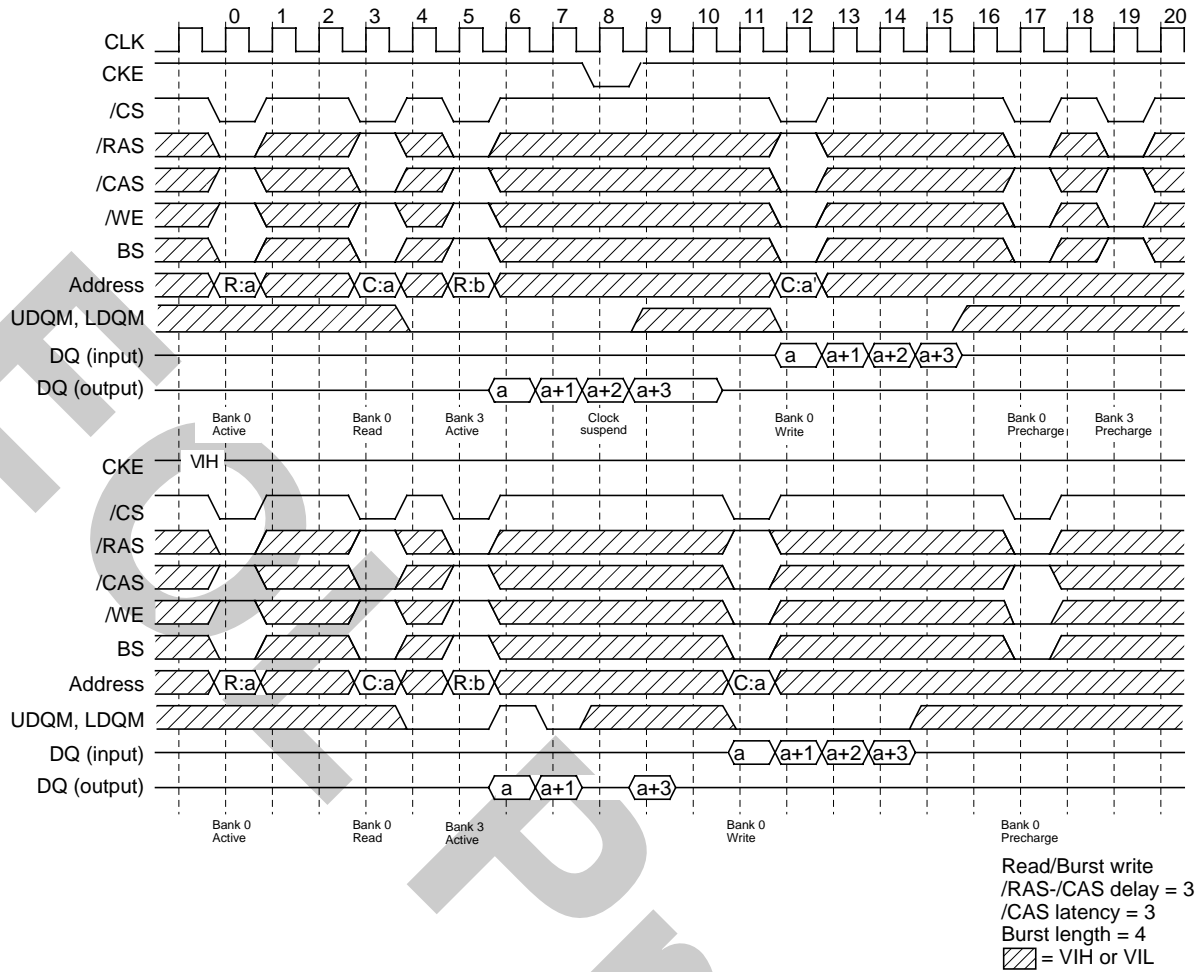 0 1 2 3 4 5 6 7 8 9 10 11 12 13 14 15 16 17 18 19 20
CLK
CKE
/CS
/RAS
/CAS
/WE
BS
Address R:a C:a R:b C:a'
UDQM, LDQM
DQ (input) a a+1 a+2 a+3
DQ (output) a a+1 a+2 a+3
Bank 0 Bank 0 Bank 3 Clock Bank 0 Bank 0 Bank 3
Active Read Active suspend Write Precharge Precharge
CKE VIH
/CS
/RAS
/CAS
/WE
BS
Address R:a C:a R:b C:a
UDQM, LDQM
DQ (input) a a+1 a+2 a+3
DQ (output) a a+1 a+3
Bank 0 Bank 0 Bank 3 Bank 0 Bank 0
Active Read Active Write Precharge
Read/Burst write
/RAS-/CAS delay = 3
/CAS latency = 3
Burst length = 4
= VIH or VIL